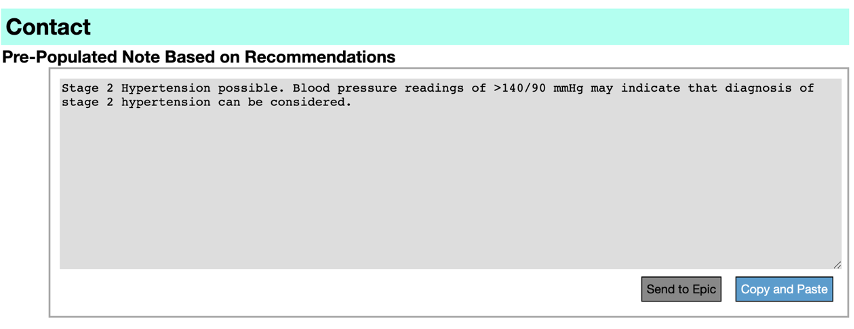 Contact
Pre-Populated Note Based on Recommendations
Stage 2 Hypertension possible. Blood pressure readings of >140/90 mmHg may indicate that diagnosis of
stage 2 hypertension can be considered.
Send to Epic Copy and Paste